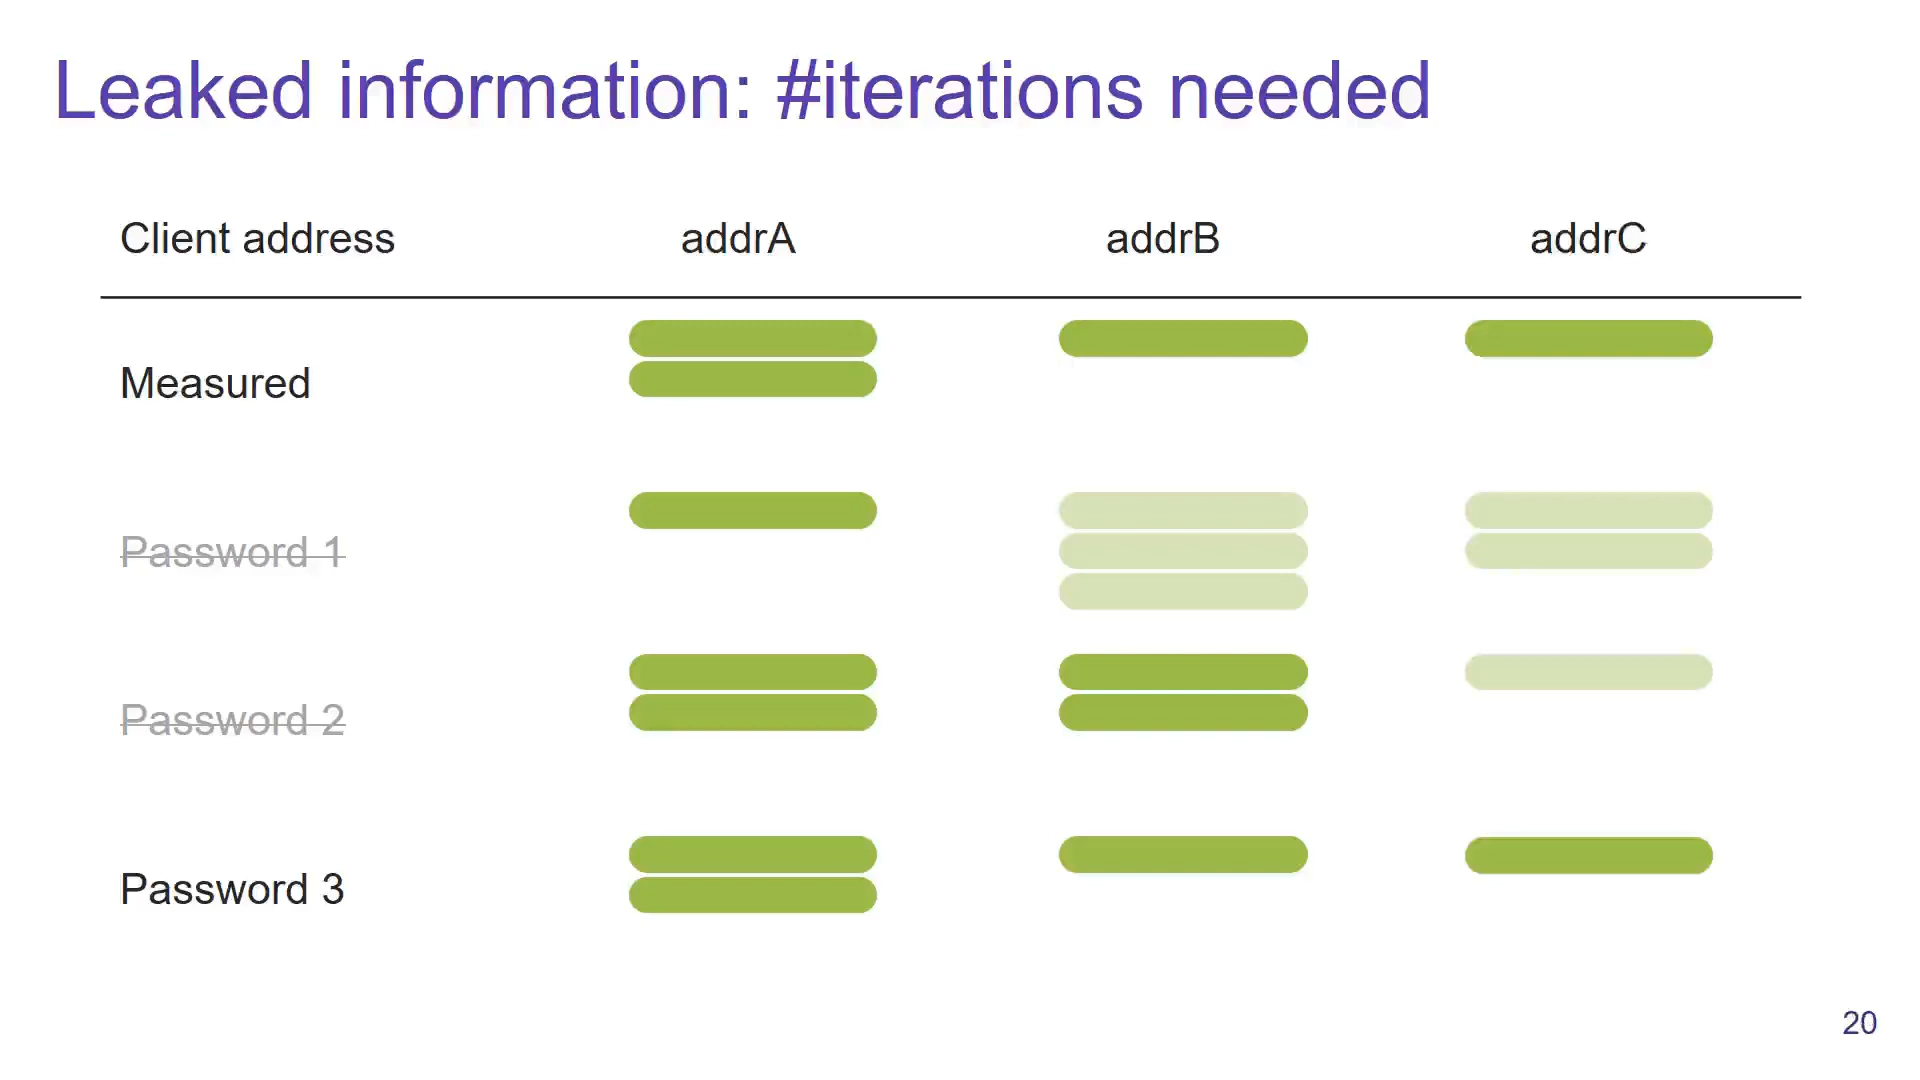 Leaked information: #iterations needed
Client address addrA addrB addrC
Measured
Password 1
Password 2
Password 3
20